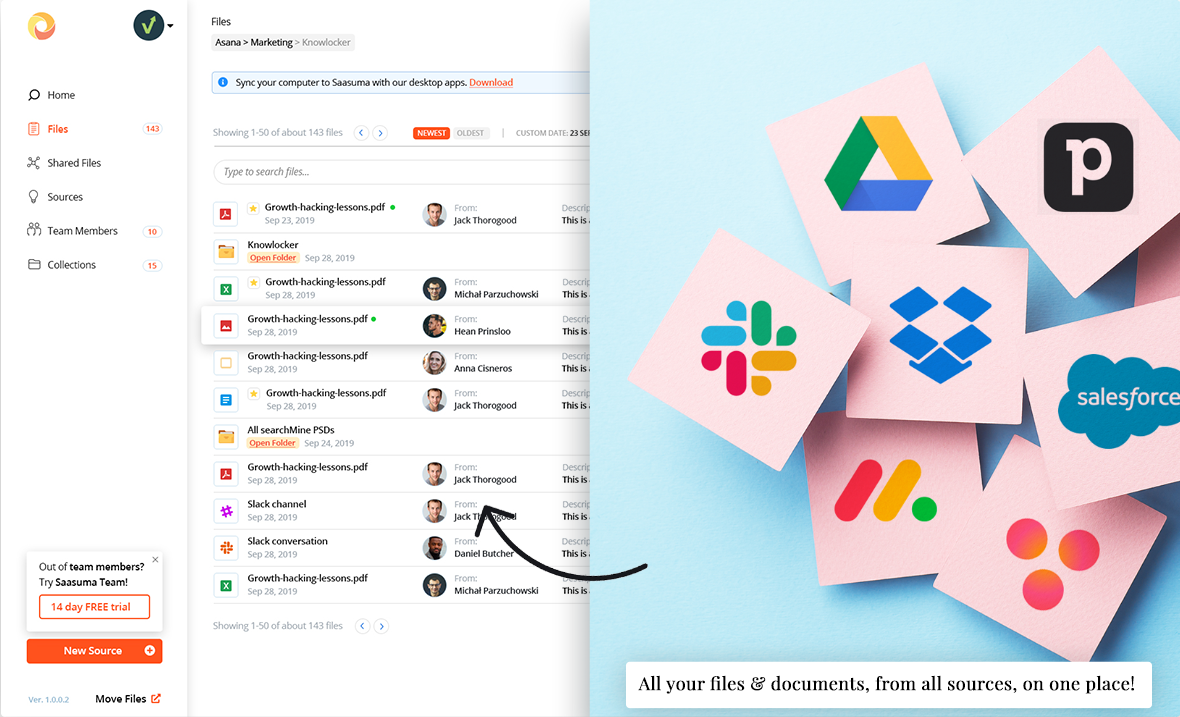 Files
Asana > Marketing > Knowlocker
Sync your computer to Saasuma with our desktop apps. Download
Home
Files 143
Shared Files
Sources
Team Members 10
Collections 15
Showing 1-50 of about 143 files
NEWEST OLDEST | CUSTOM DATE: 23 SEP
Type to search files...
Growth-hacking-lessons.pdf From: Descrip
Sep 23, 2019 Jack Thorogood This is
Knowlocker
Open Folder Sep 28, 2019
Growth-hacking-lessons.pdf From: Descrip
Sep 28, 2019 Michal Parzuchowski This is
Growth-hacking-lessons.pdf From: Descrip
Sep 28, 2019 Hean Prinsloo This is
Growth-hacking-lessons.pdf From: Descrip
Sep 28, 2019 Anna Cisneros This is
Growth-hacking-lessons.pdf From: Descrip
Sep 28, 2019 Jack Thorogood This is
All searchMine PSDs
Open Folder Sep 24, 2019
Growth-hacking-lessons.pdf From: Descrip
Sep 28, 2019 Jack Thorogood This is
Slack channel From: Descrip
Sep 28, 2019 Jack Thorogood This is
Slack conversation From: Descrip
Sep 28, 2019 Daniel Butcher This is
Growth-hacking-lessons.pdf From: Descrip
Sep 28, 2019 Michal Parzuchowski This is
Showing 1-50 of about 143 files
Out of team members?
Try Saasuma Team!
14 day FREE trial
New Source
Ver. 1.0.0.2 Move Files
p
salesforce
All your files & documents, from all sources, on one place!